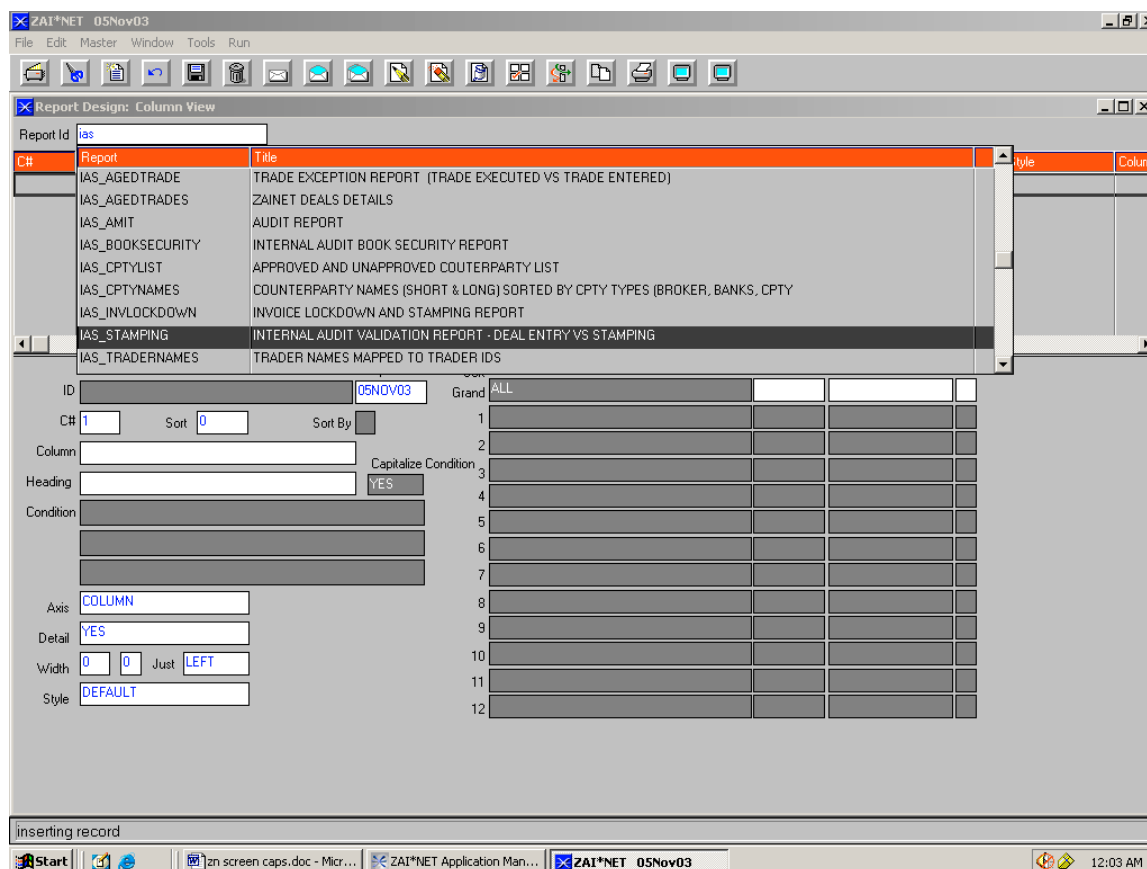 ZAI*NET 05Nov03
File Edit Master Window Tools Run
Report Design: Column View
Report Id ias
C# Report Title Style Colum
IAS_AGEDTRADE TRADE EXCEPTION REPORT (TRADE EXECUTED VS TRADE ENTERED)
IAS_AGEDTRADES ZAINET DEALS DETAILS
IAS_AMIT AUDIT REPORT
IAS_BOOKSECURITY INTERNAL AUDIT BOOK SECURITY REPORT
IAS_CPTYLIST APPROVED AND UNAPPROVED COUTERPARTY LIST
IAS_CPTYNAMES COUNTERPARTY NAMES (SHORT & LONG) SORTED BY CPTY TYPES (BROKER, BANKS, CPTY
IAS_INVLOCKDOWN INVOICE LOCKDOWN AND STAMPING REPORT
IAS_STAMPING INTERNAL AUDIT VALIDATION REPORT - DEAL ENTRY VS STAMPING
IAS_TRADERNAMES TRADER NAMES MAPPED TO TRADER IDS
ID 05NOV03 Grand ALL
C# 1 Sort 0 Sort By 1
Column 2
Capitalize Condition 3
Heading YES
4
Condition
5
6
7
Axis COLUMN 8
Detail YES 9
Width 0 0 Just LEFT 10
Style DEFAULT 11
12
inserting record
Start zn screen caps.doc - Micr... ZAI*NET Application Man... ZAI*NET 05Nov03 12:03 AM